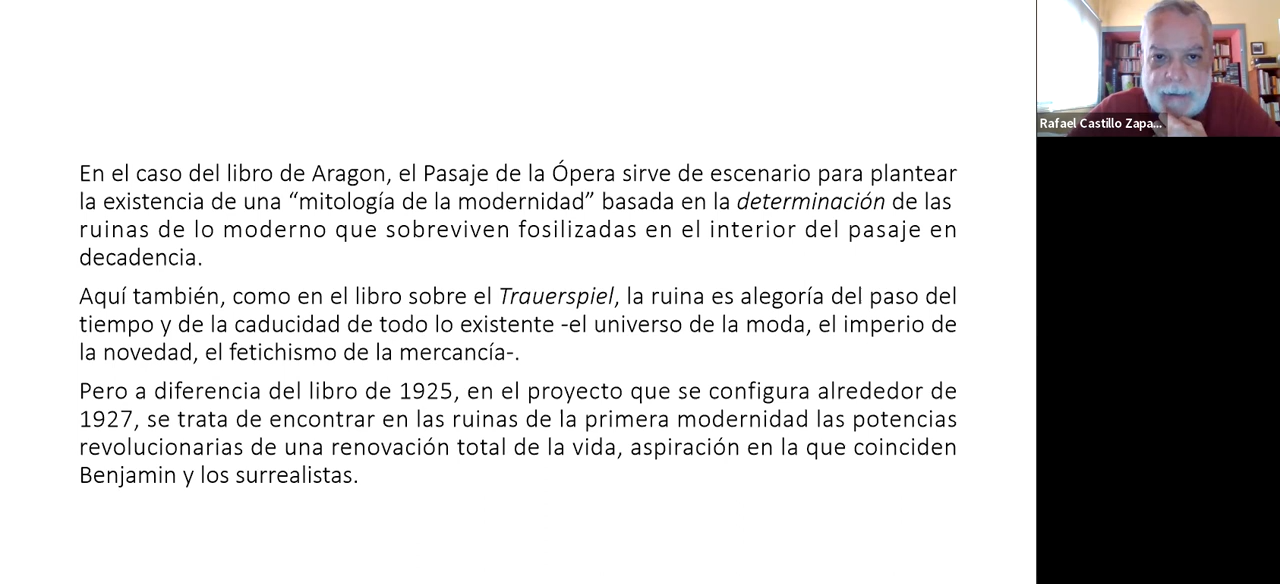 En el caso del libro de Aragon, el Pasaje de la Ópera sirve de escenario para plantear
la existencia de una “mitología de la modernidad” basada en la determinación de las
ruinas de lo moderno que sobreviven fosilizadas en el interior del pasaje en
decadencia.
Aquí también, como en el libro sobre el Trauerspiel, la ruina es alegoría del paso del
tiempo y de la caducidad de todo lo existente -el universo de la moda, el imperio de
la novedad, el fetichismo de la mercancía-.
Pero a diferencia del libro de 1925, en el proyecto que se configura alrededor de
1927, se trata de encontrar en las ruinas de la primera modernidad las potencias
revolucionarias de una renovación total de la vida, aspiración en la que coinciden
Benjamin y los surrealistas.
Rafael Castillo Zapa...